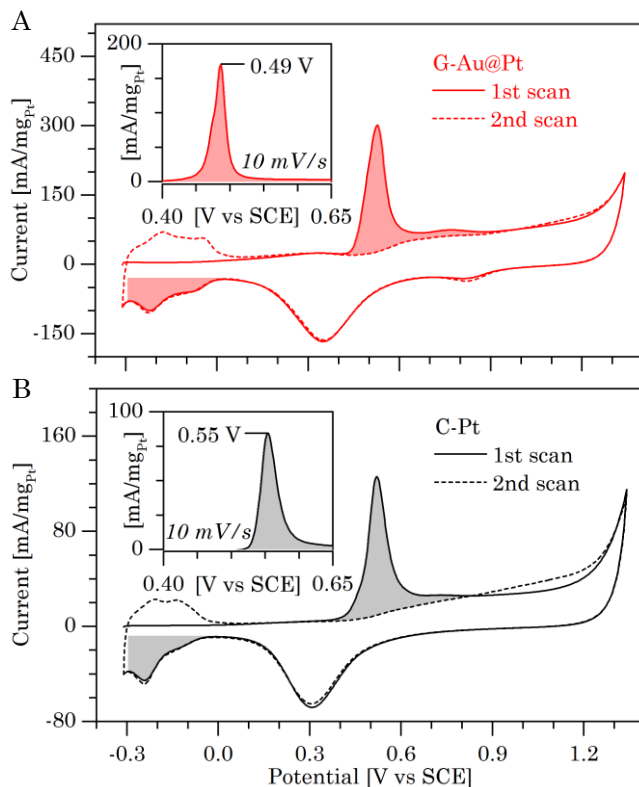 A
450
300
150
0
-150
Current [mA/mgPt]
200
0
[mA/mgPt]
0.49 V
10 mV/s
0.40 [V vs SCE] 0.65
G-Au@Pt
1st scan
2nd scan
B
160
80
0
-80
Current [mA/mgPt]
100
0
[mA/mgPt]
0.55 V
10 mV/s
0.40 [V vs SCE] 0.65
C-Pt
1st scan
2nd scan
-0.3 0.0 0.3 0.6 0.9 1.2
Potential [V vs SCE]